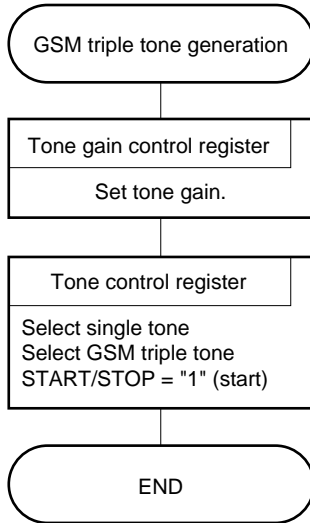 GSM triple tone generation
Tone gain control register
Set tone gain.
Tone control register
Select single tone
Select GSM triple tone
START/STOP = "1" (start)
END